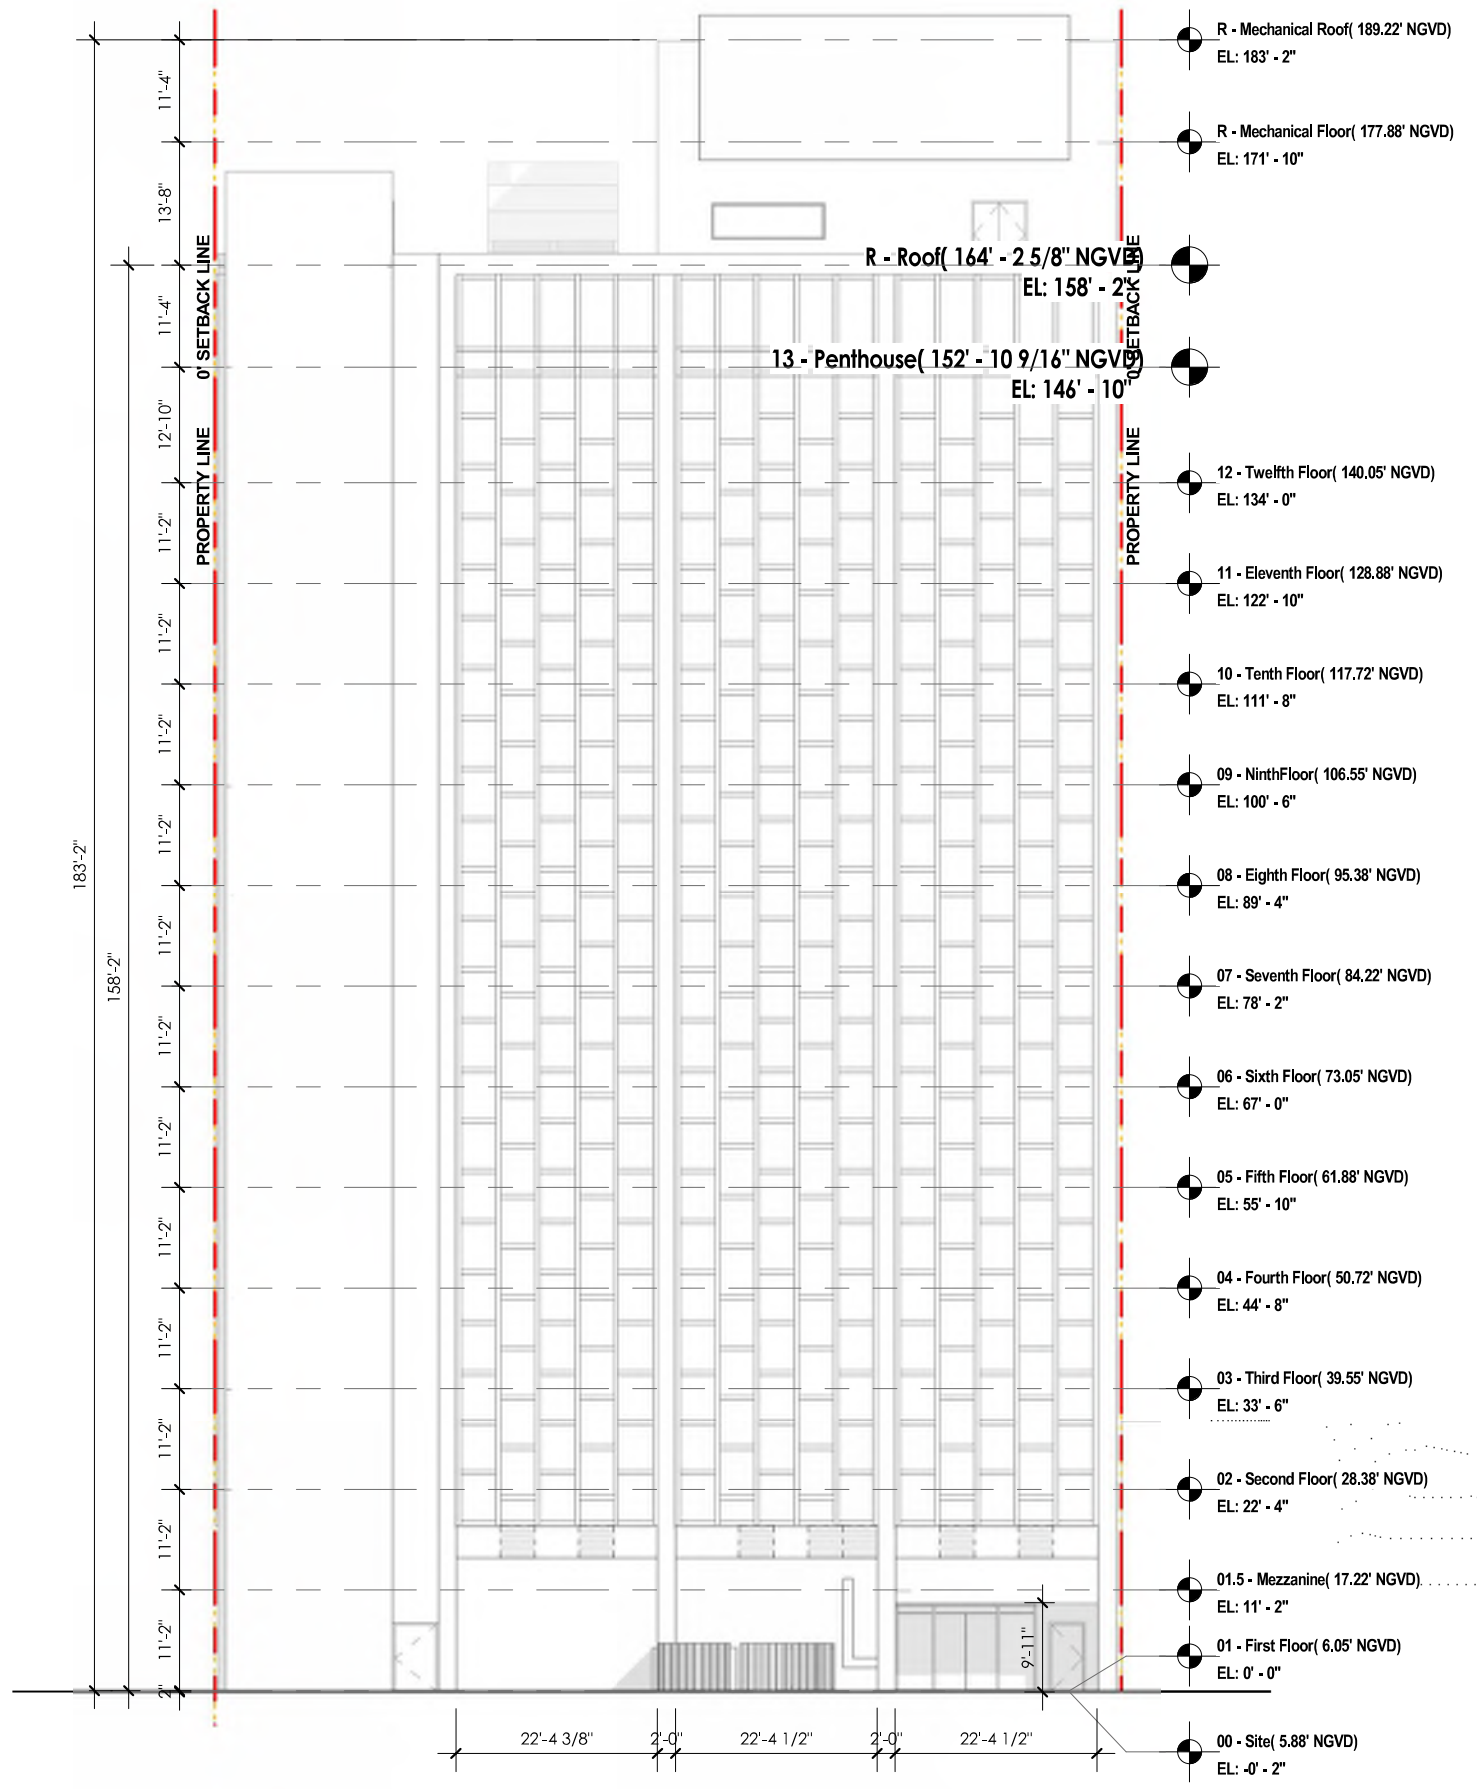 R - Mechanical Roof( 189.22' NGVD)
EL: 183' - 2"
11'-4"
R - Mechanical Floor( 177.88' NGVD)
EL: 171' - 10"
13'-8"
R - Roof( 164' - 2 5/8" NGVD)
EL: 158' - 2"
0' SETBACK LINE
0' SETBACK LINE
11'-4"
13 - Penthouse( 152' - 10 9/16" NGVD)
EL: 146' - 10"
12'-10"
PROPERTY LINE
PROPERTY LINE
12 - Twelfth Floor( 140.05' NGVD)
EL: 134' - 0"
11'-2"
11 - Eleventh Floor( 128.88' NGVD)
EL: 122' - 10"
11'-2"
10 - Tenth Floor( 117.72' NGVD)
EL: 111' - 8"
11'-2"
09 - NinthFloor( 106.55' NGVD)
EL: 100' - 6"
11'-2"
183'-2"
08 - Eighth Floor( 95.38' NGVD)
EL: 89' - 4"
11'-2"
158'-2"
07 - Seventh Floor( 84.22' NGVD)
EL: 78' - 2"
11'-2"
06 - Sixth Floor( 73.05' NGVD)
EL: 67' - 0"
11'-2"
05 - Fifth Floor( 61.88' NGVD)
EL: 55' - 10"
11'-2"
04 - Fourth Floor( 50.72' NGVD)
EL: 44' - 8"
11'-2"
03 - Third Floor( 39.55' NGVD)
EL: 33' - 6"
11'-2"
02 - Second Floor( 28.38' NGVD)
EL: 22' - 4"
11'-2"
01.5 - Mezzanine( 17.22' NGVD)
EL: 11' - 2"
11'-2"
9'-11"
01 - First Floor( 6.05' NGVD)
EL: 0' - 0"
2"
22'-4 3/8"
2'-0"
22'-4 1/2"
2'-0"
22'-4 1/2"
00 - Site( 5.88' NGVD)
EL: -0' - 2"